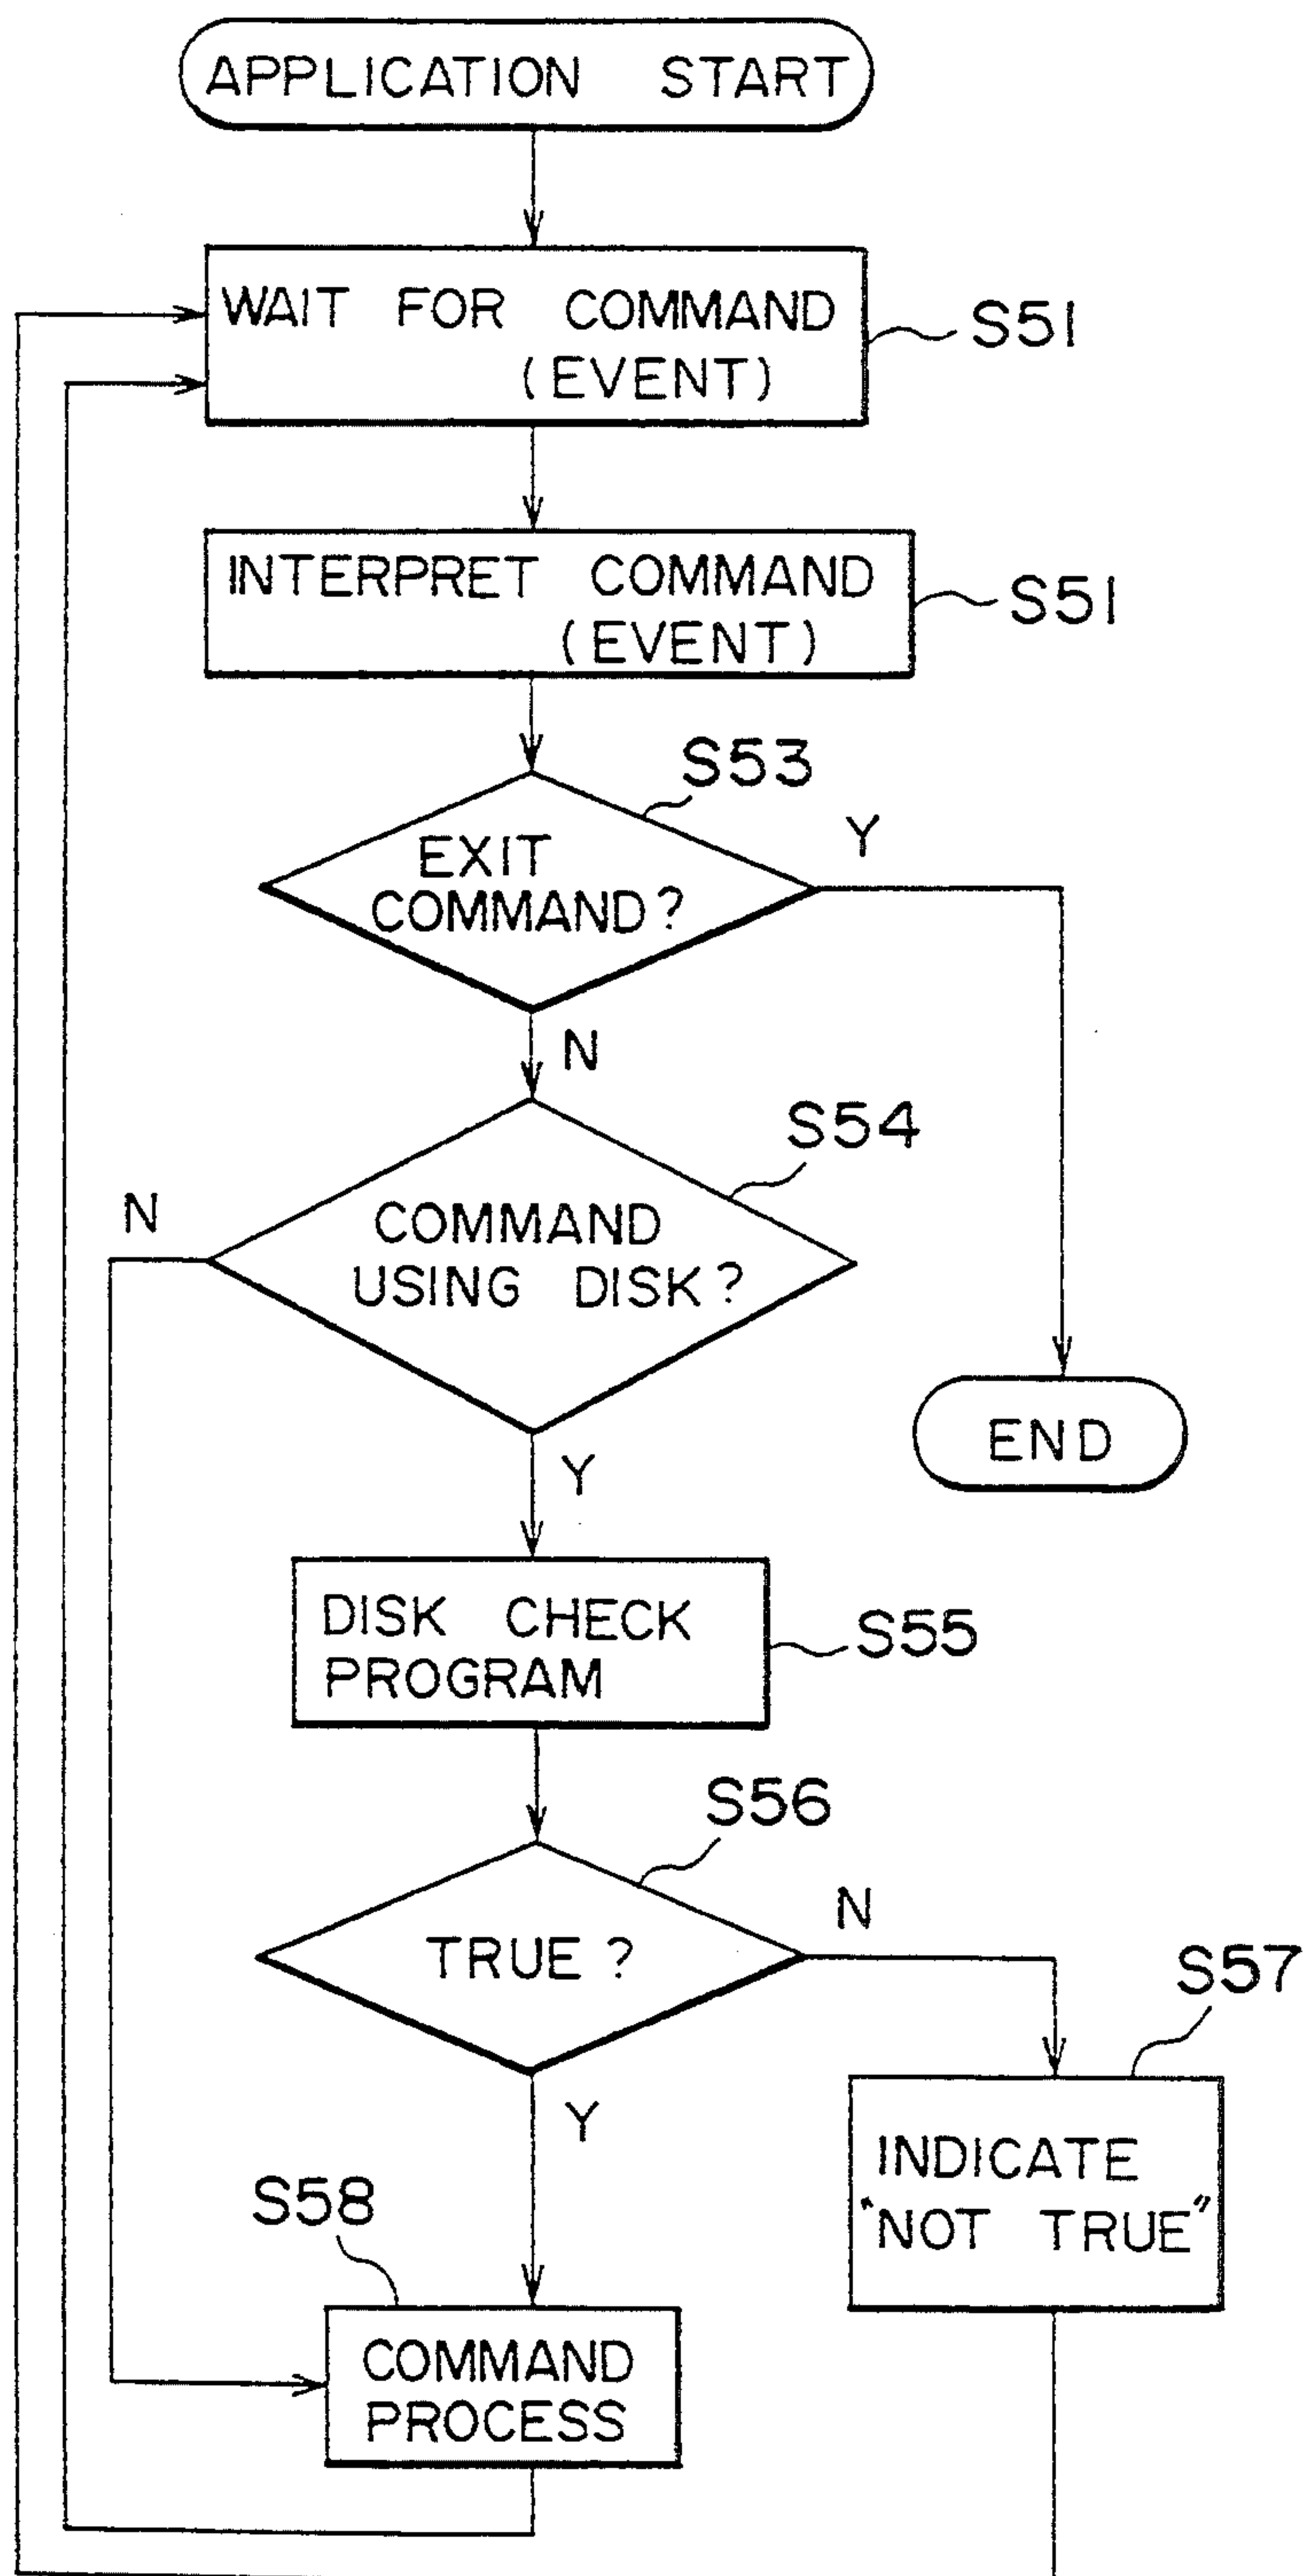 APPLICATION START
WAIT FOR COMMAND
(EVENT)
S51
INTERPRET COMMAND
(EVENT)
S51
S53
EXIT
COMMAND?
Y
N
S54
N
COMMAND
USING DISK?
END
Y
DISK CHECK
PROGRAM
S55
S56
TRUE?
N
S57
Y
INDICATE
"NOT TRUE"
S58
COMMAND
PROCESS